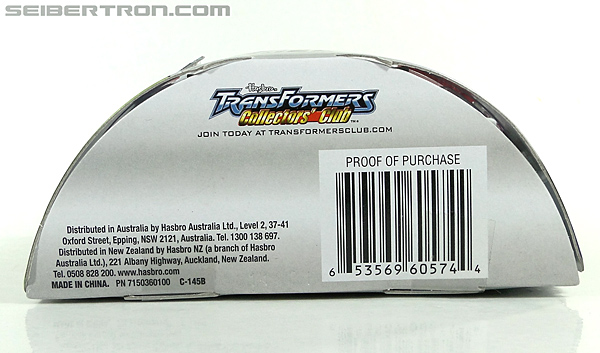 SEIBERTRON.COM
Hasbro
TRANSFORMERS
Collectors' Club
JOIN TODAY AT TRANSFORMERSCLUB.COM
PROOF OF PURCHASE
6 53569 60574 4
Distributed in Australia by Hasbro Australia Ltd., Level 2, 37-41
Oxford Street, Epping, NSW 2121, Australia. Tel. 1300 138 697.
Distributed in New Zealand by Hasbro NZ (a branch of Hasbro
Australia Ltd.), 221 Albany Highway, Auckland, New Zealand.
Tel. 0508 828 200. www.hasbro.com
MADE IN CHINA. PN 7150360100 C-145B